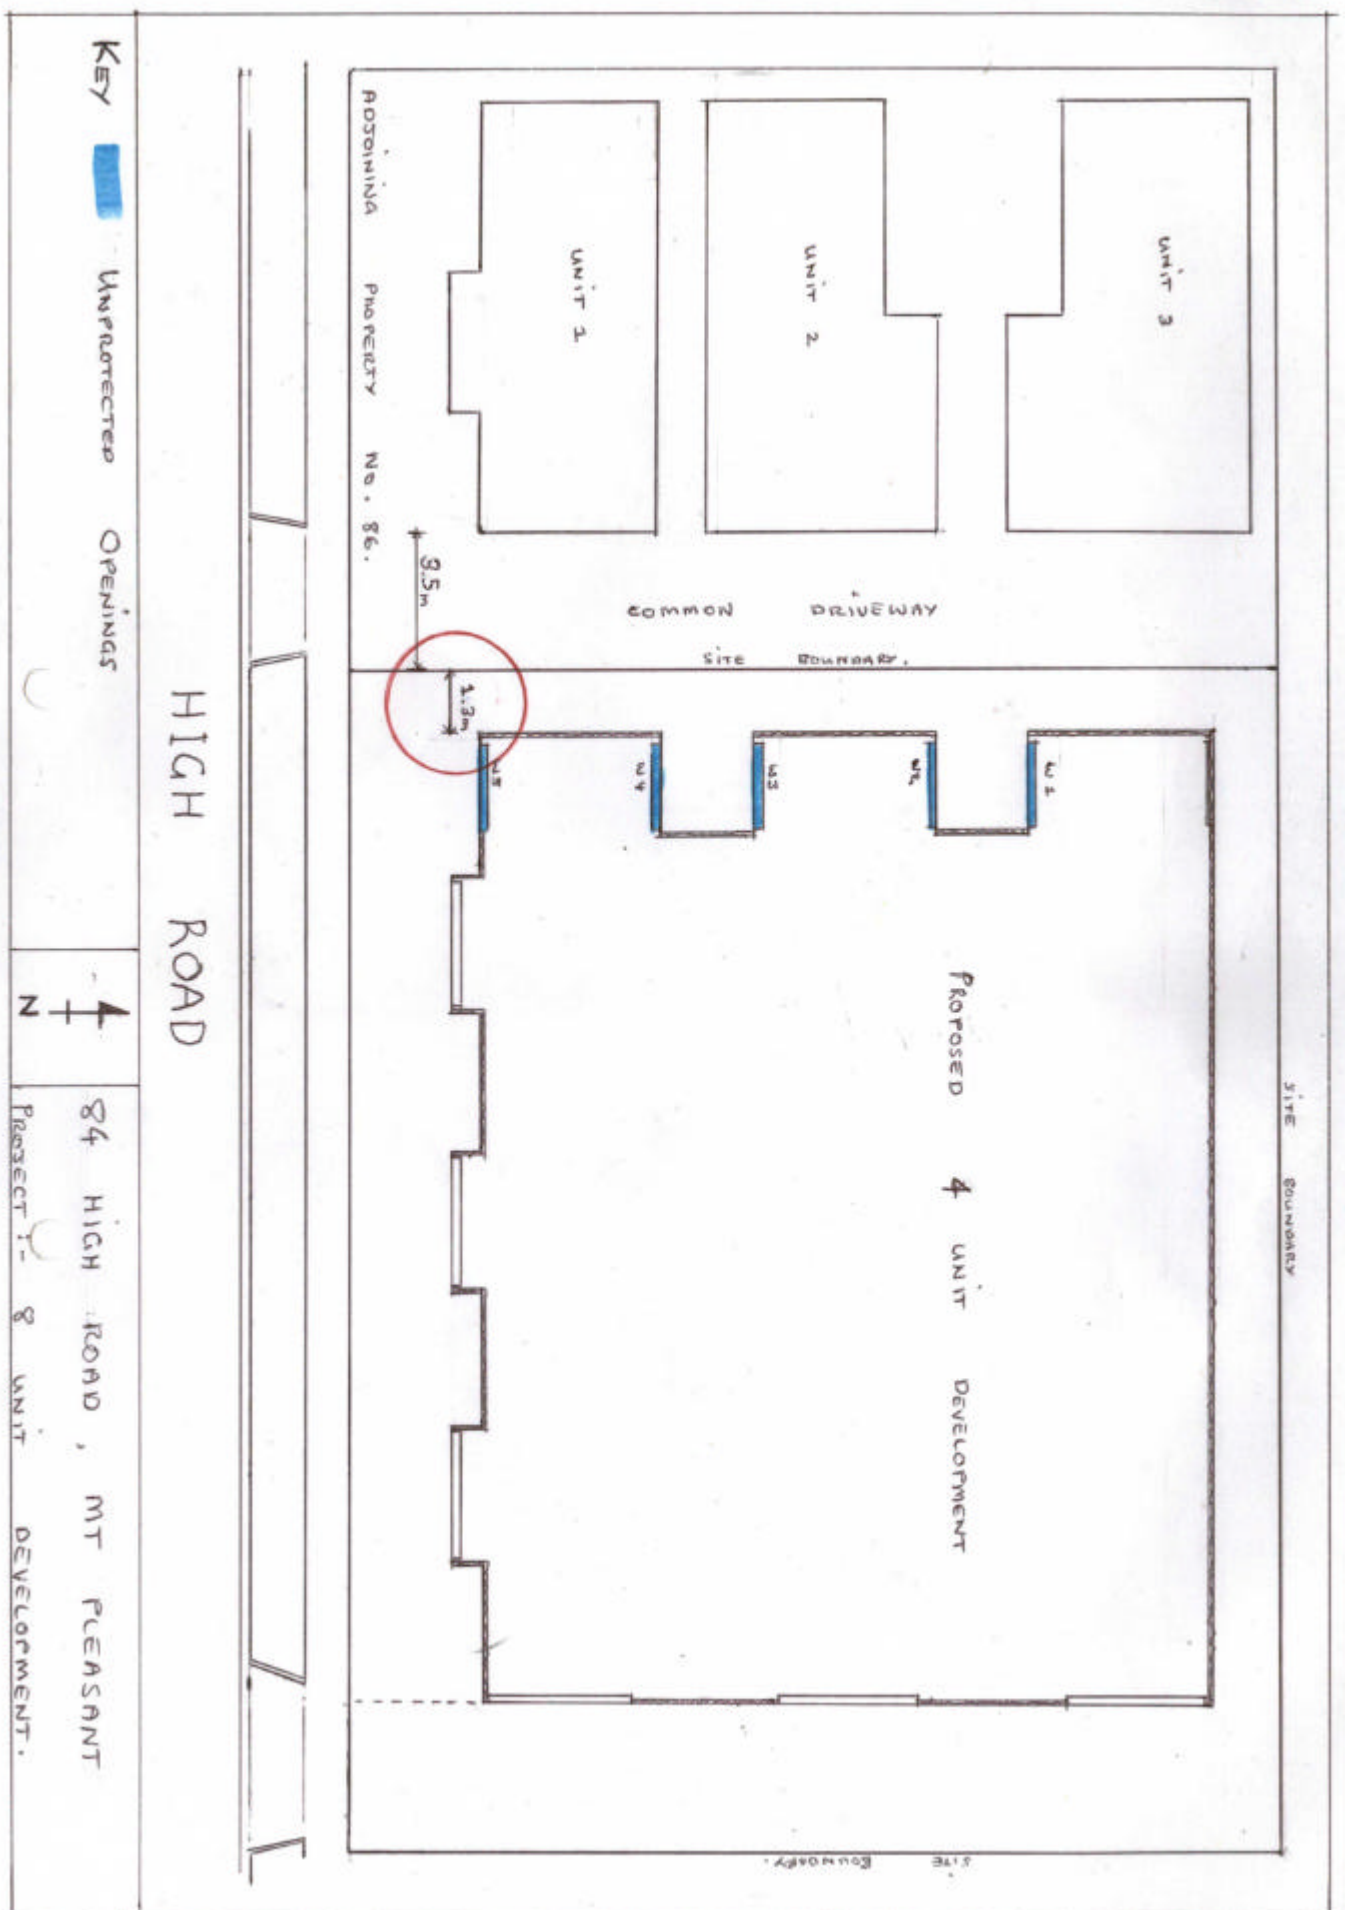 ADJOINING PROPERTY NO. 86.
UNIT 1
UNIT 2
UNIT 3
3.5m
COMMON DRIVEWAY
SITE BOUNDARY.
1.3m
W5
W4
W3
W2
W1
PROPOSED 4 UNIT DEVELOPMENT
SITE BOUNDARY
SITE BOUNDARY.
HIGH ROAD
KEY UNPROTECTED OPENINGS
N
84 HIGH ROAD, MT PLEASANT
PROJECT:- 8 UNIT DEVELOPMENT.